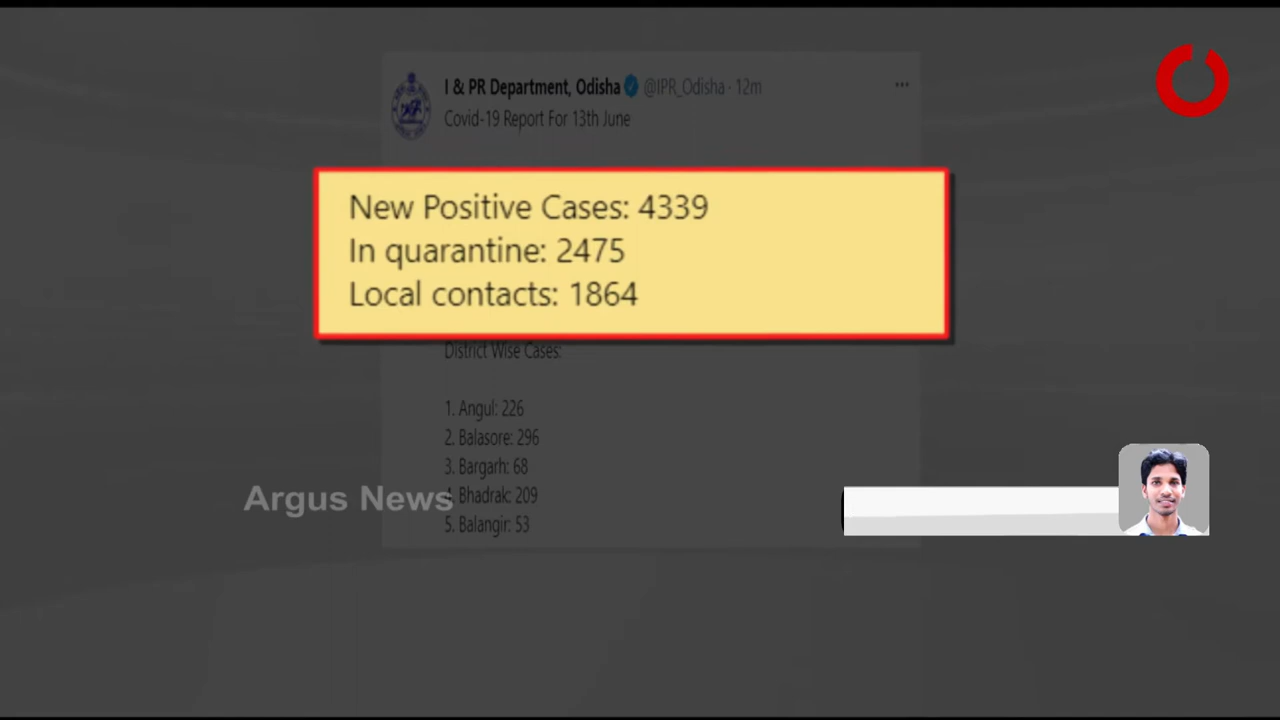 I & PR Department, Odisha @IPR_Odisha · 12m
Covid-19 Report For 13th June
New Positive Cases: 4339
In quarantine: 2475
Local contacts: 1864
District Wise Cases:
1. Angul: 226
2. Balasore: 296
3. Bargarh: 68
4. Bhadrak: 209
5. Balangir: 53
Argus News